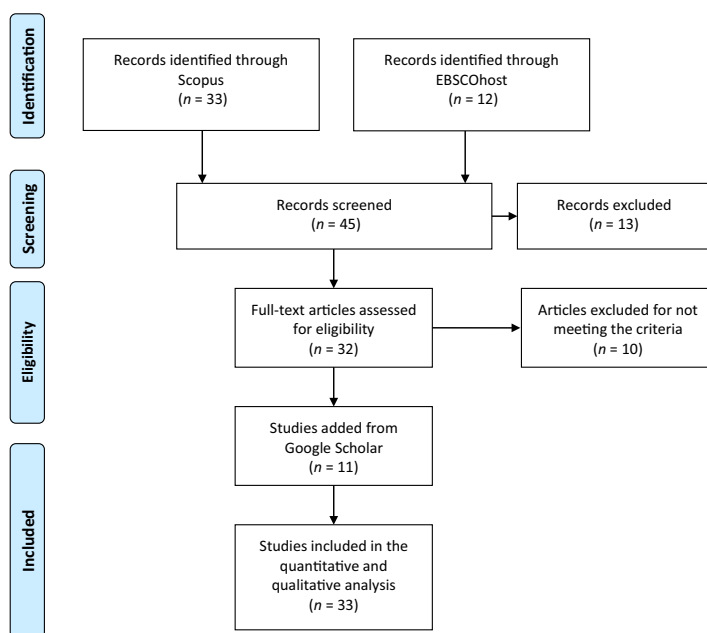 Identification
Records identified through
Scopus
(n = 33)
Records identified through
EBSCOhost
(n = 12)
Screening
Records screened
(n = 45)
Records excluded
(n = 13)
Eligibility
Full-text articles assessed
for eligibility
(n = 32)
Articles excluded for not
meeting the criteria
(n = 10)
Studies added from
Google Scholar
(n = 11)
Included
Studies included in the
quantitative and
qualitative analysis
(n = 33)